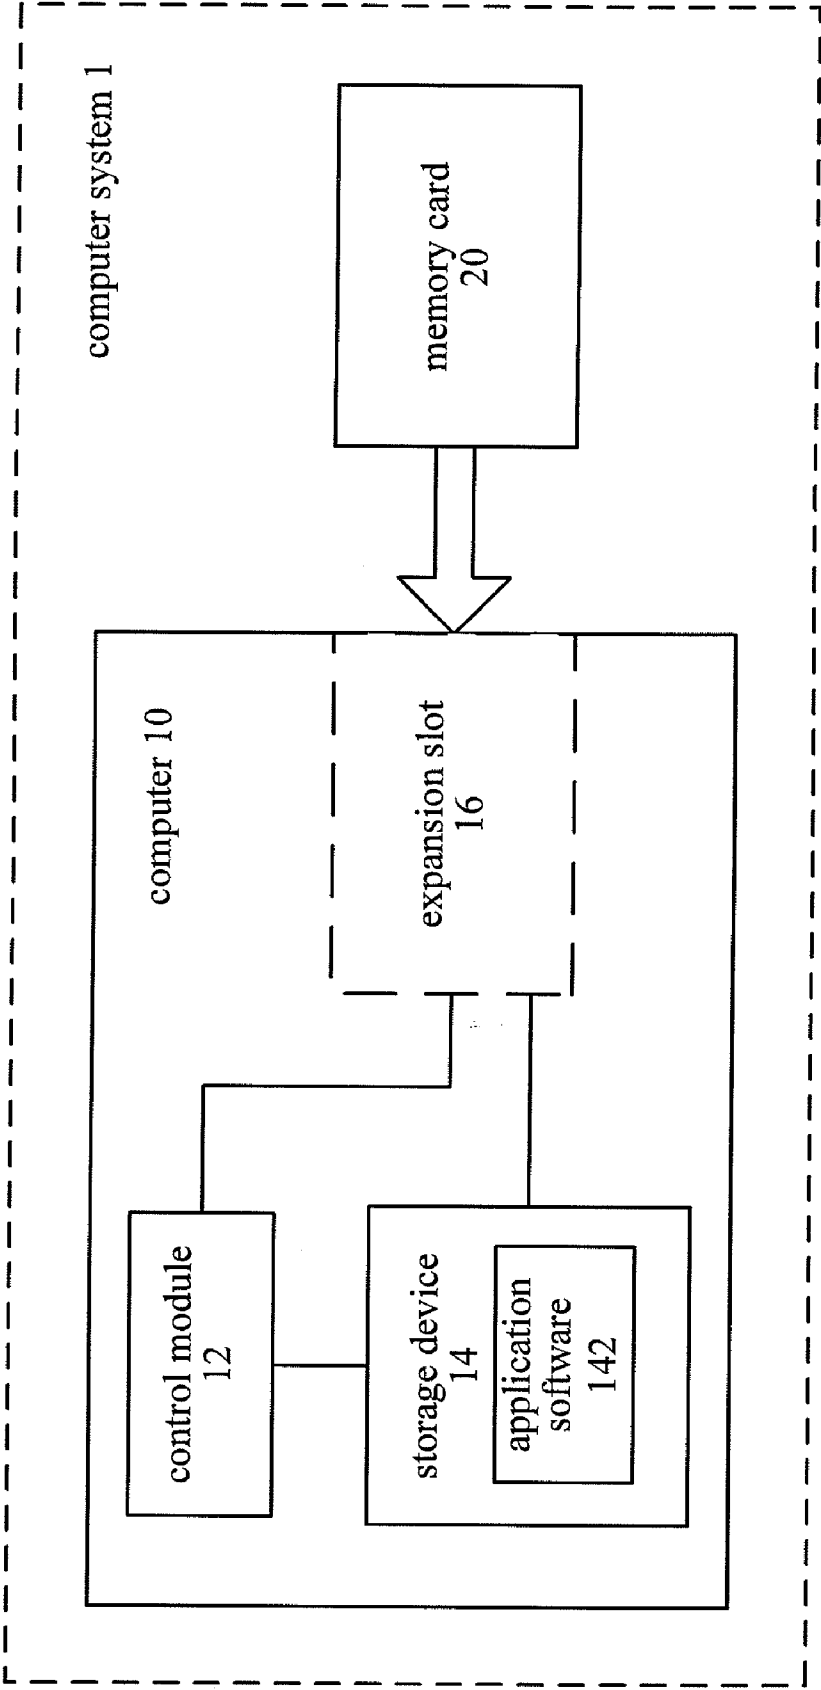 computer system 1
computer 10
control module
12
storage device
14
application
software
142
expansion slot
16
memory card
20